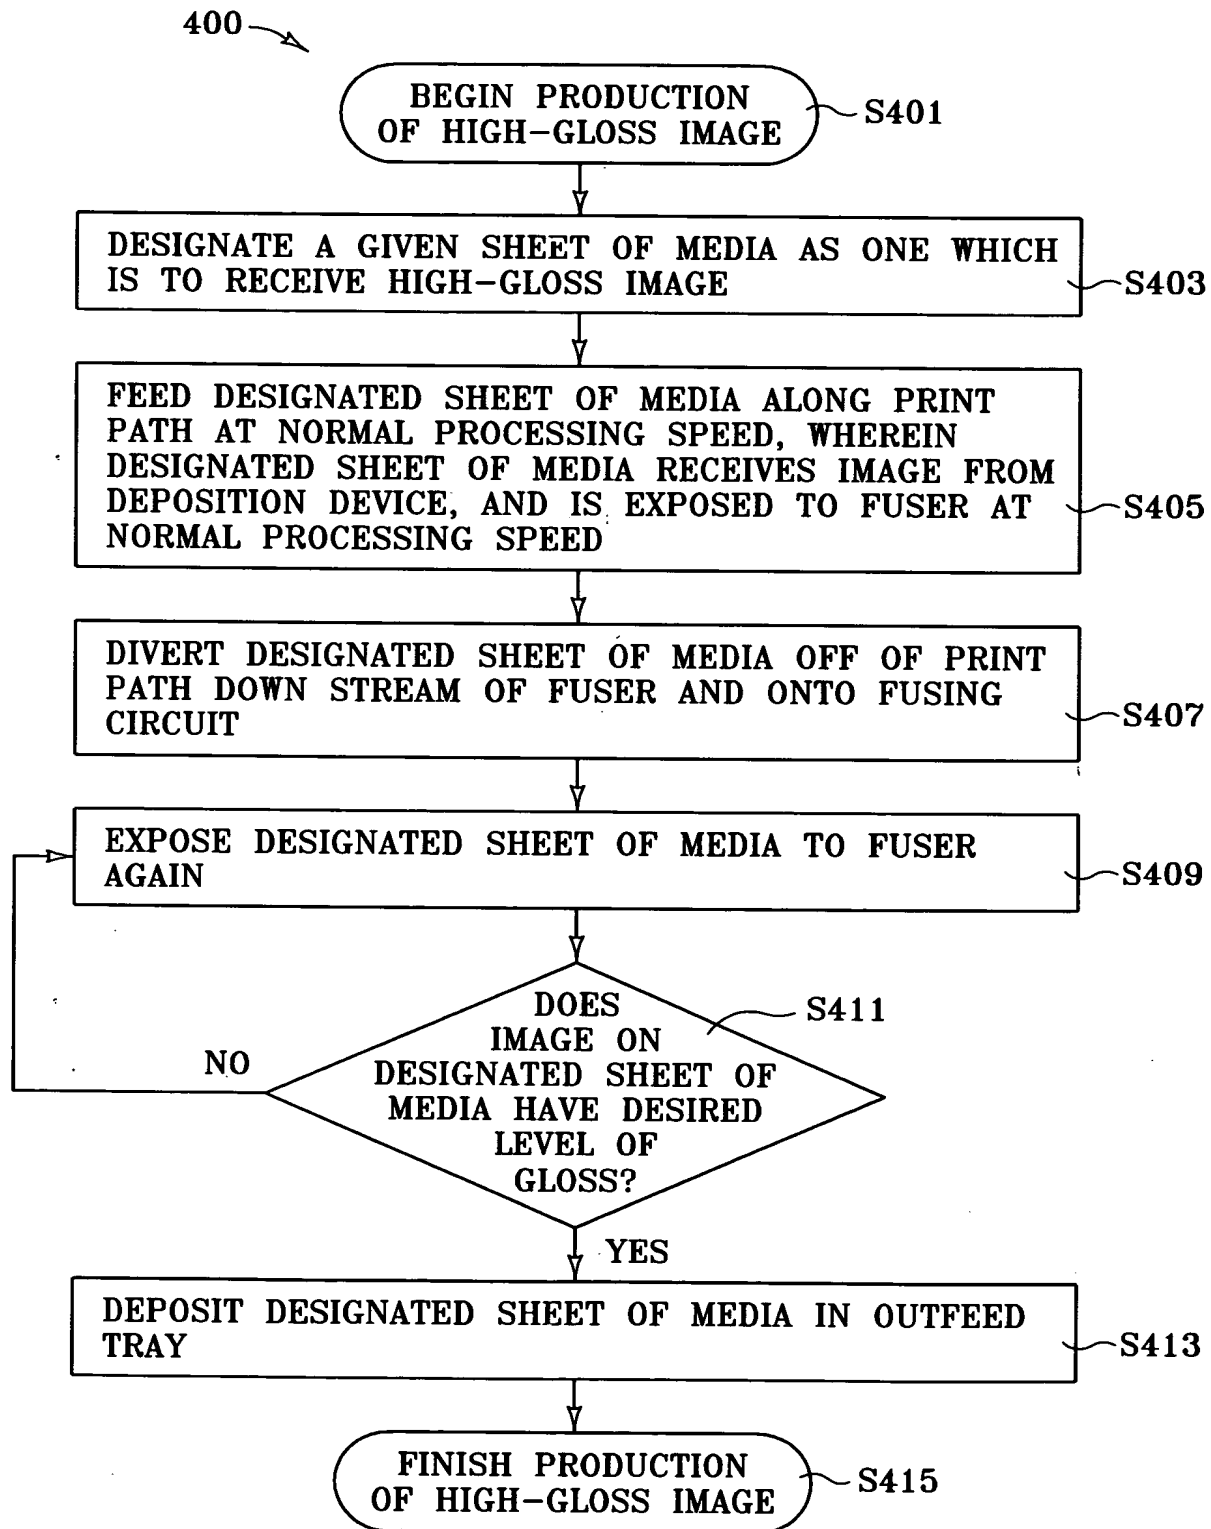 400
BEGIN PRODUCTION
OF HIGH-GLOSS IMAGE
S401
DESIGNATE A GIVEN SHEET OF MEDIA AS ONE WHICH
IS TO RECEIVE HIGH-GLOSS IMAGE
S403
FEED DESIGNATED SHEET OF MEDIA ALONG PRINT
PATH AT NORMAL PROCESSING SPEED, WHEREIN
DESIGNATED SHEET OF MEDIA RECEIVES IMAGE FROM
DEPOSITION DEVICE, AND IS EXPOSED TO FUSER AT
NORMAL PROCESSING SPEED
S405
DIVERT DESIGNATED SHEET OF MEDIA OFF OF PRINT
PATH DOWN STREAM OF FUSER AND ONTO FUSING
CIRCUIT
S407
EXPOSE DESIGNATED SHEET OF MEDIA TO FUSER
AGAIN
S409
DOES
IMAGE ON
DESIGNATED SHEET OF
MEDIA HAVE DESIRED
LEVEL OF
GLOSS?
S411
NO
YES
DEPOSIT DESIGNATED SHEET OF MEDIA IN OUTFEED
TRAY
S413
FINISH PRODUCTION
OF HIGH-GLOSS IMAGE
S415